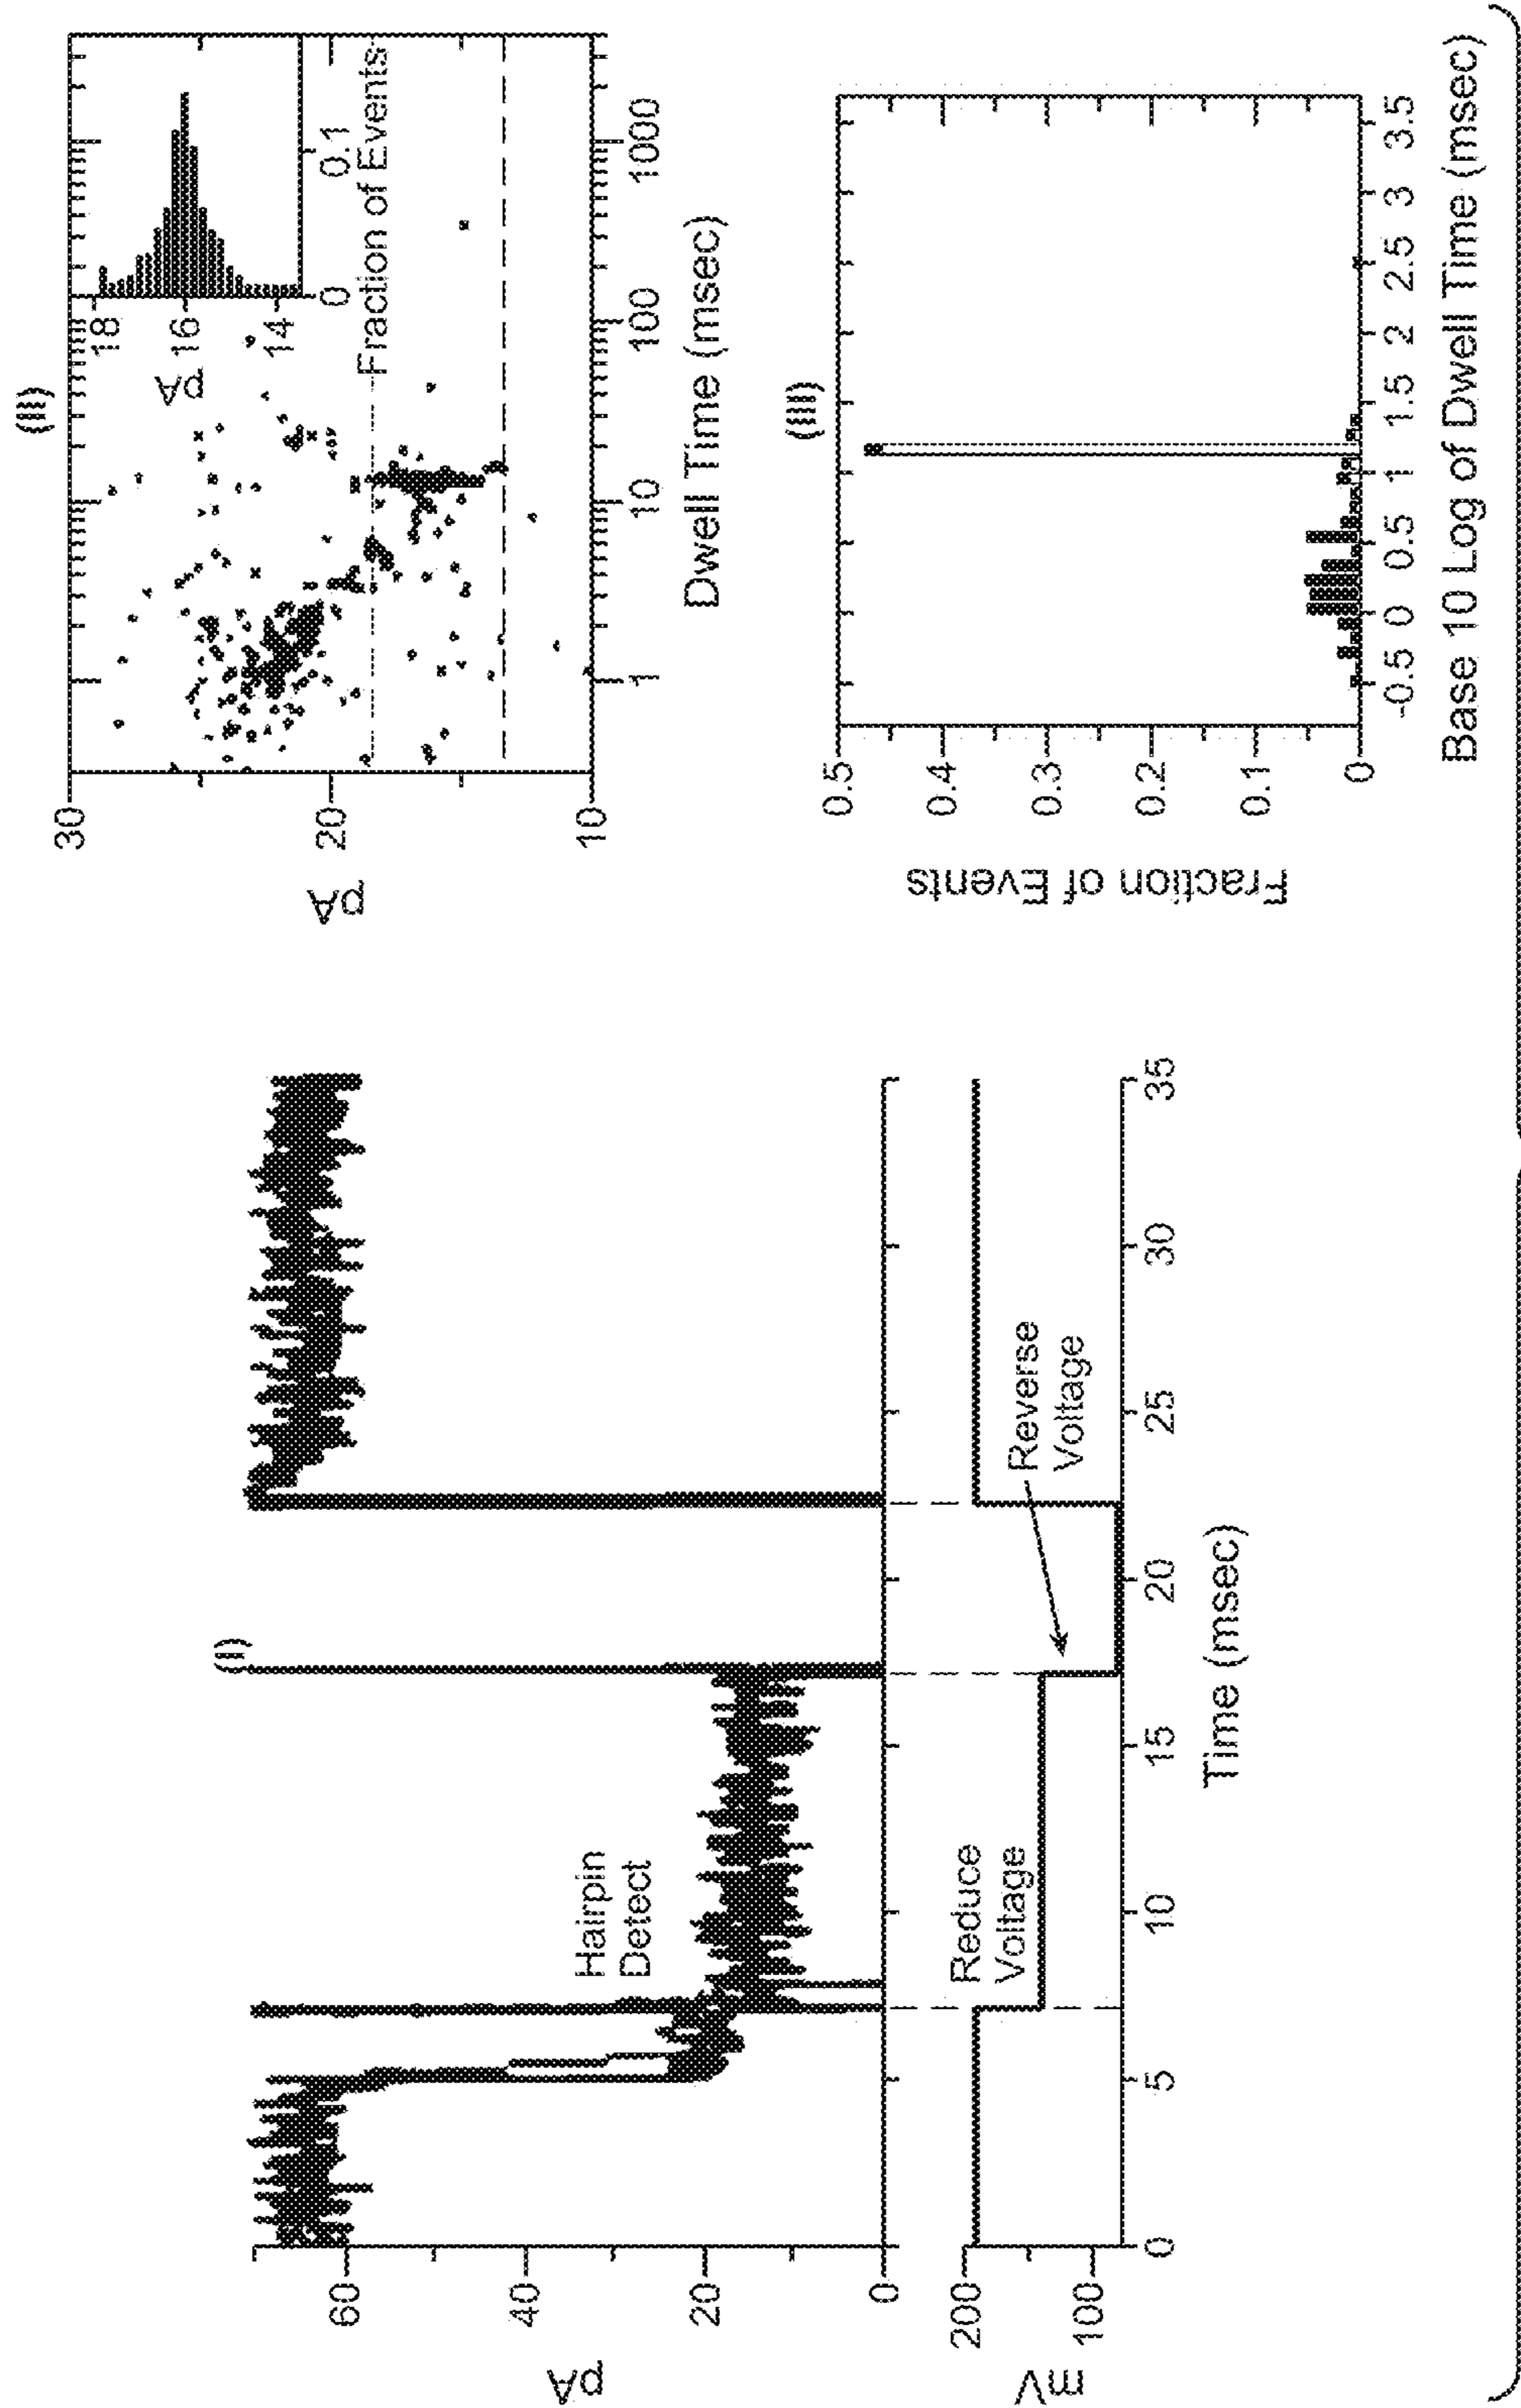 (I)
pA
60
40
20
0
Hairpin
Detect
mV
200
100
Reduce
Voltage
Reverse
Voltage
0 5 10 15 20 25 30 35
Time (msec)
(II)
pA
30
20
10
18
16
14
pA
0 0.1
Fraction of Events
1 10 100 1000
Dwell Time (msec)
(III)
Fraction of Events
0.5
0.4
0.3
0.2
0.1
0
-0.5 0 0.5 1 1.5 2 2.5 3 3.5
Base 10 Log of Dwell Time (msec)